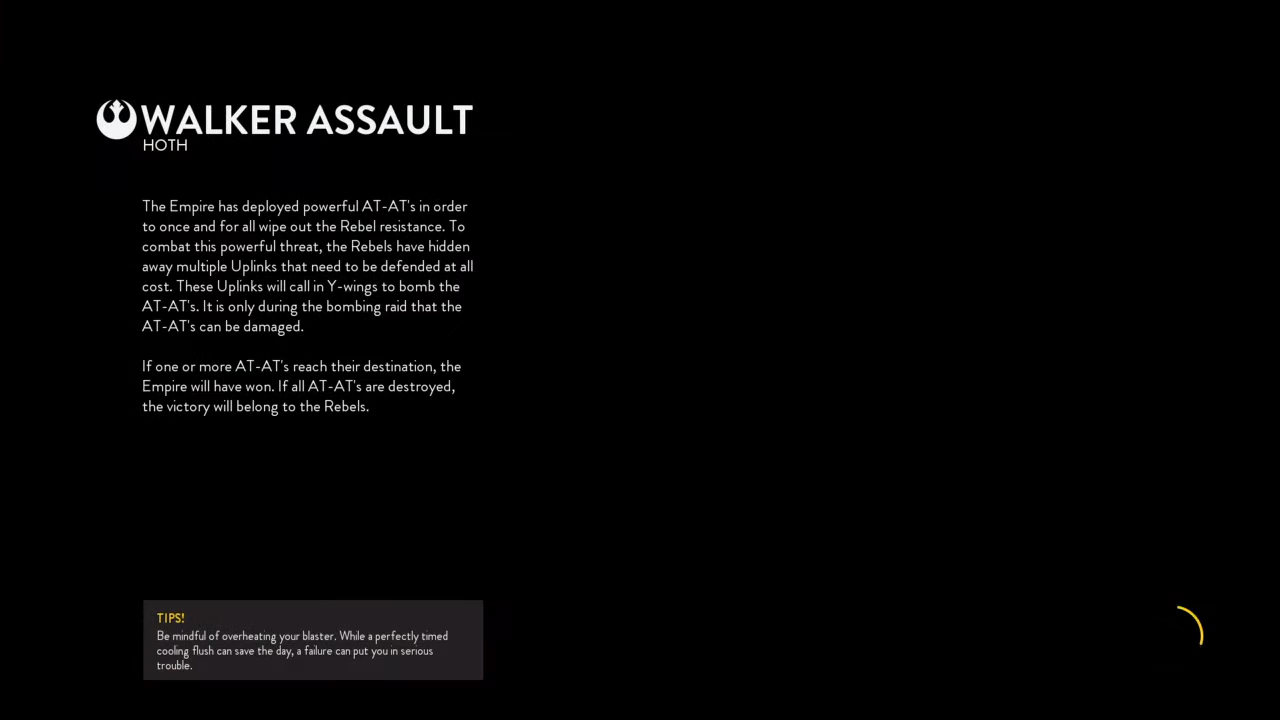 WALKER ASSAULT
HOTH
The Empire has deployed powerful AT-AT's in order
to once and for all wipe out the Rebel resistance. To
combat this powerful threat, the Rebels have hidden
away multiple Uplinks that need to be defended at all
cost. These Uplinks will call in Y-wings to bomb the
AT-AT's. It is only during the bombing raid that the
AT-AT's can be damaged.
If one or more AT-AT's reach their destination, the
Empire will have won. If all AT-AT's are destroyed,
the victory will belong to the Rebels.
TIPS!
Be mindful of overheating your blaster. While a perfectly timed
cooling flush can save the day, a failure can put you in serious
trouble.